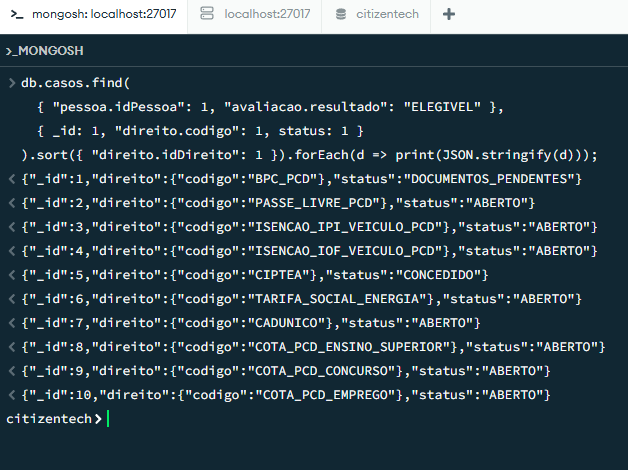 >_ mongosh: localhost:27017 localhost:27017 citizentech +
>_MONGOSH
> db.casos.find(
{ "pessoa.idPessoa": 1, "avaliacao.resultado": "ELEGIVEL" },
{ _id: 1, "direito.codigo": 1, status: 1 }
).sort({ "direito.idDireito": 1 }).forEach(d => print(JSON.stringify(d)));
< {"_id":1,"direito":{"codigo":"BPC_PCD"},"status":"DOCUMENTOS_PENDENTES"}
< {"_id":2,"direito":{"codigo":"PASSE_LIVRE_PCD"},"status":"ABERTO"}
< {"_id":3,"direito":{"codigo":"ISENCAO_IPI_VEICULO_PCD"},"status":"ABERTO"}
< {"_id":4,"direito":{"codigo":"ISENCAO_IOF_VEICULO_PCD"},"status":"ABERTO"}
< {"_id":5,"direito":{"codigo":"CIPTEA"},"status":"CONCEDIDO"}
< {"_id":6,"direito":{"codigo":"TARIFA_SOCIAL_ENERGIA"},"status":"ABERTO"}
< {"_id":7,"direito":{"codigo":"CADUNICO"},"status":"ABERTO"}
< {"_id":8,"direito":{"codigo":"COTA_PCD_ENSINO_SUPERIOR"},"status":"ABERTO"}
< {"_id":9,"direito":{"codigo":"COTA_PCD_CONCURSO"},"status":"ABERTO"}
< {"_id":10,"direito":{"codigo":"COTA_PCD_EMPREGO"},"status":"ABERTO"}
citizentech>